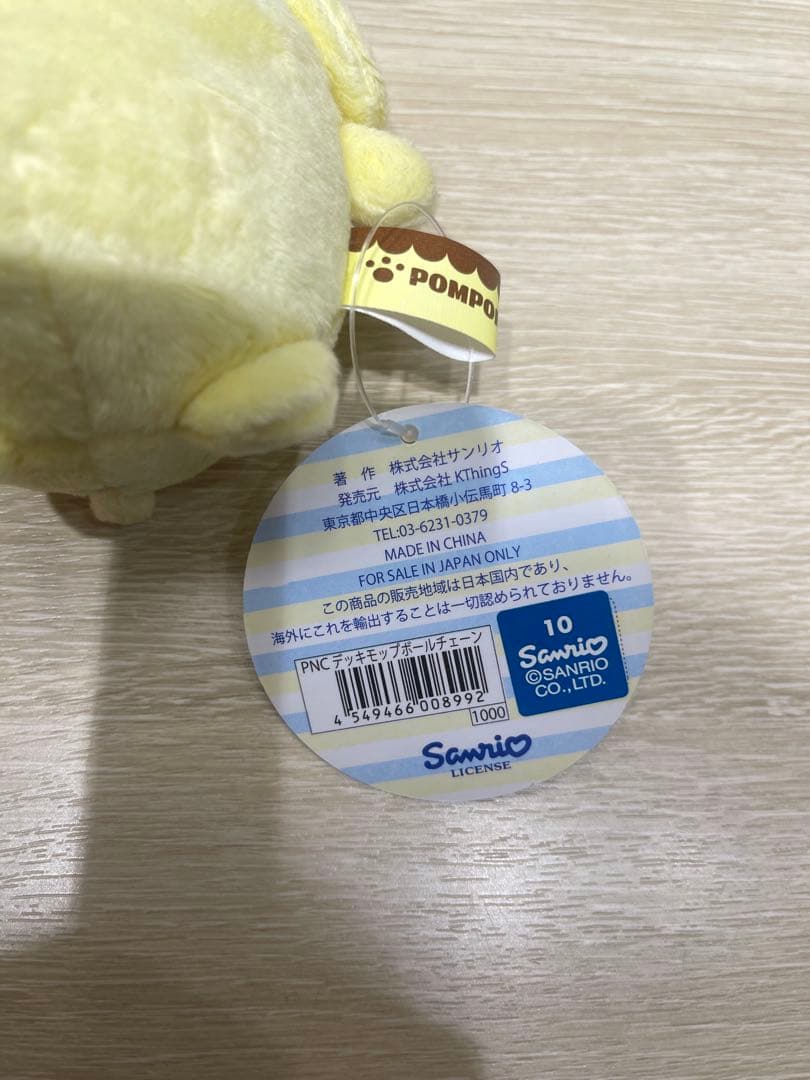 POMPO
著 作 株式会社サンリオ
発売元 株式会社 KThingS
東京都中央区日本橋小伝馬町 8-3
TEL:03-6231-0379
MADE IN CHINA
FOR SALE IN JAPAN ONLY
この商品の販売地域は日本国内であり、
海外にこれを輸出することは一切認められておりません。
PNC デッキモップボールチェーン
4 549466 008992
1000
10
Sanrio
©SANRIO
CO.,LTD.
Sanrio
LICENSE